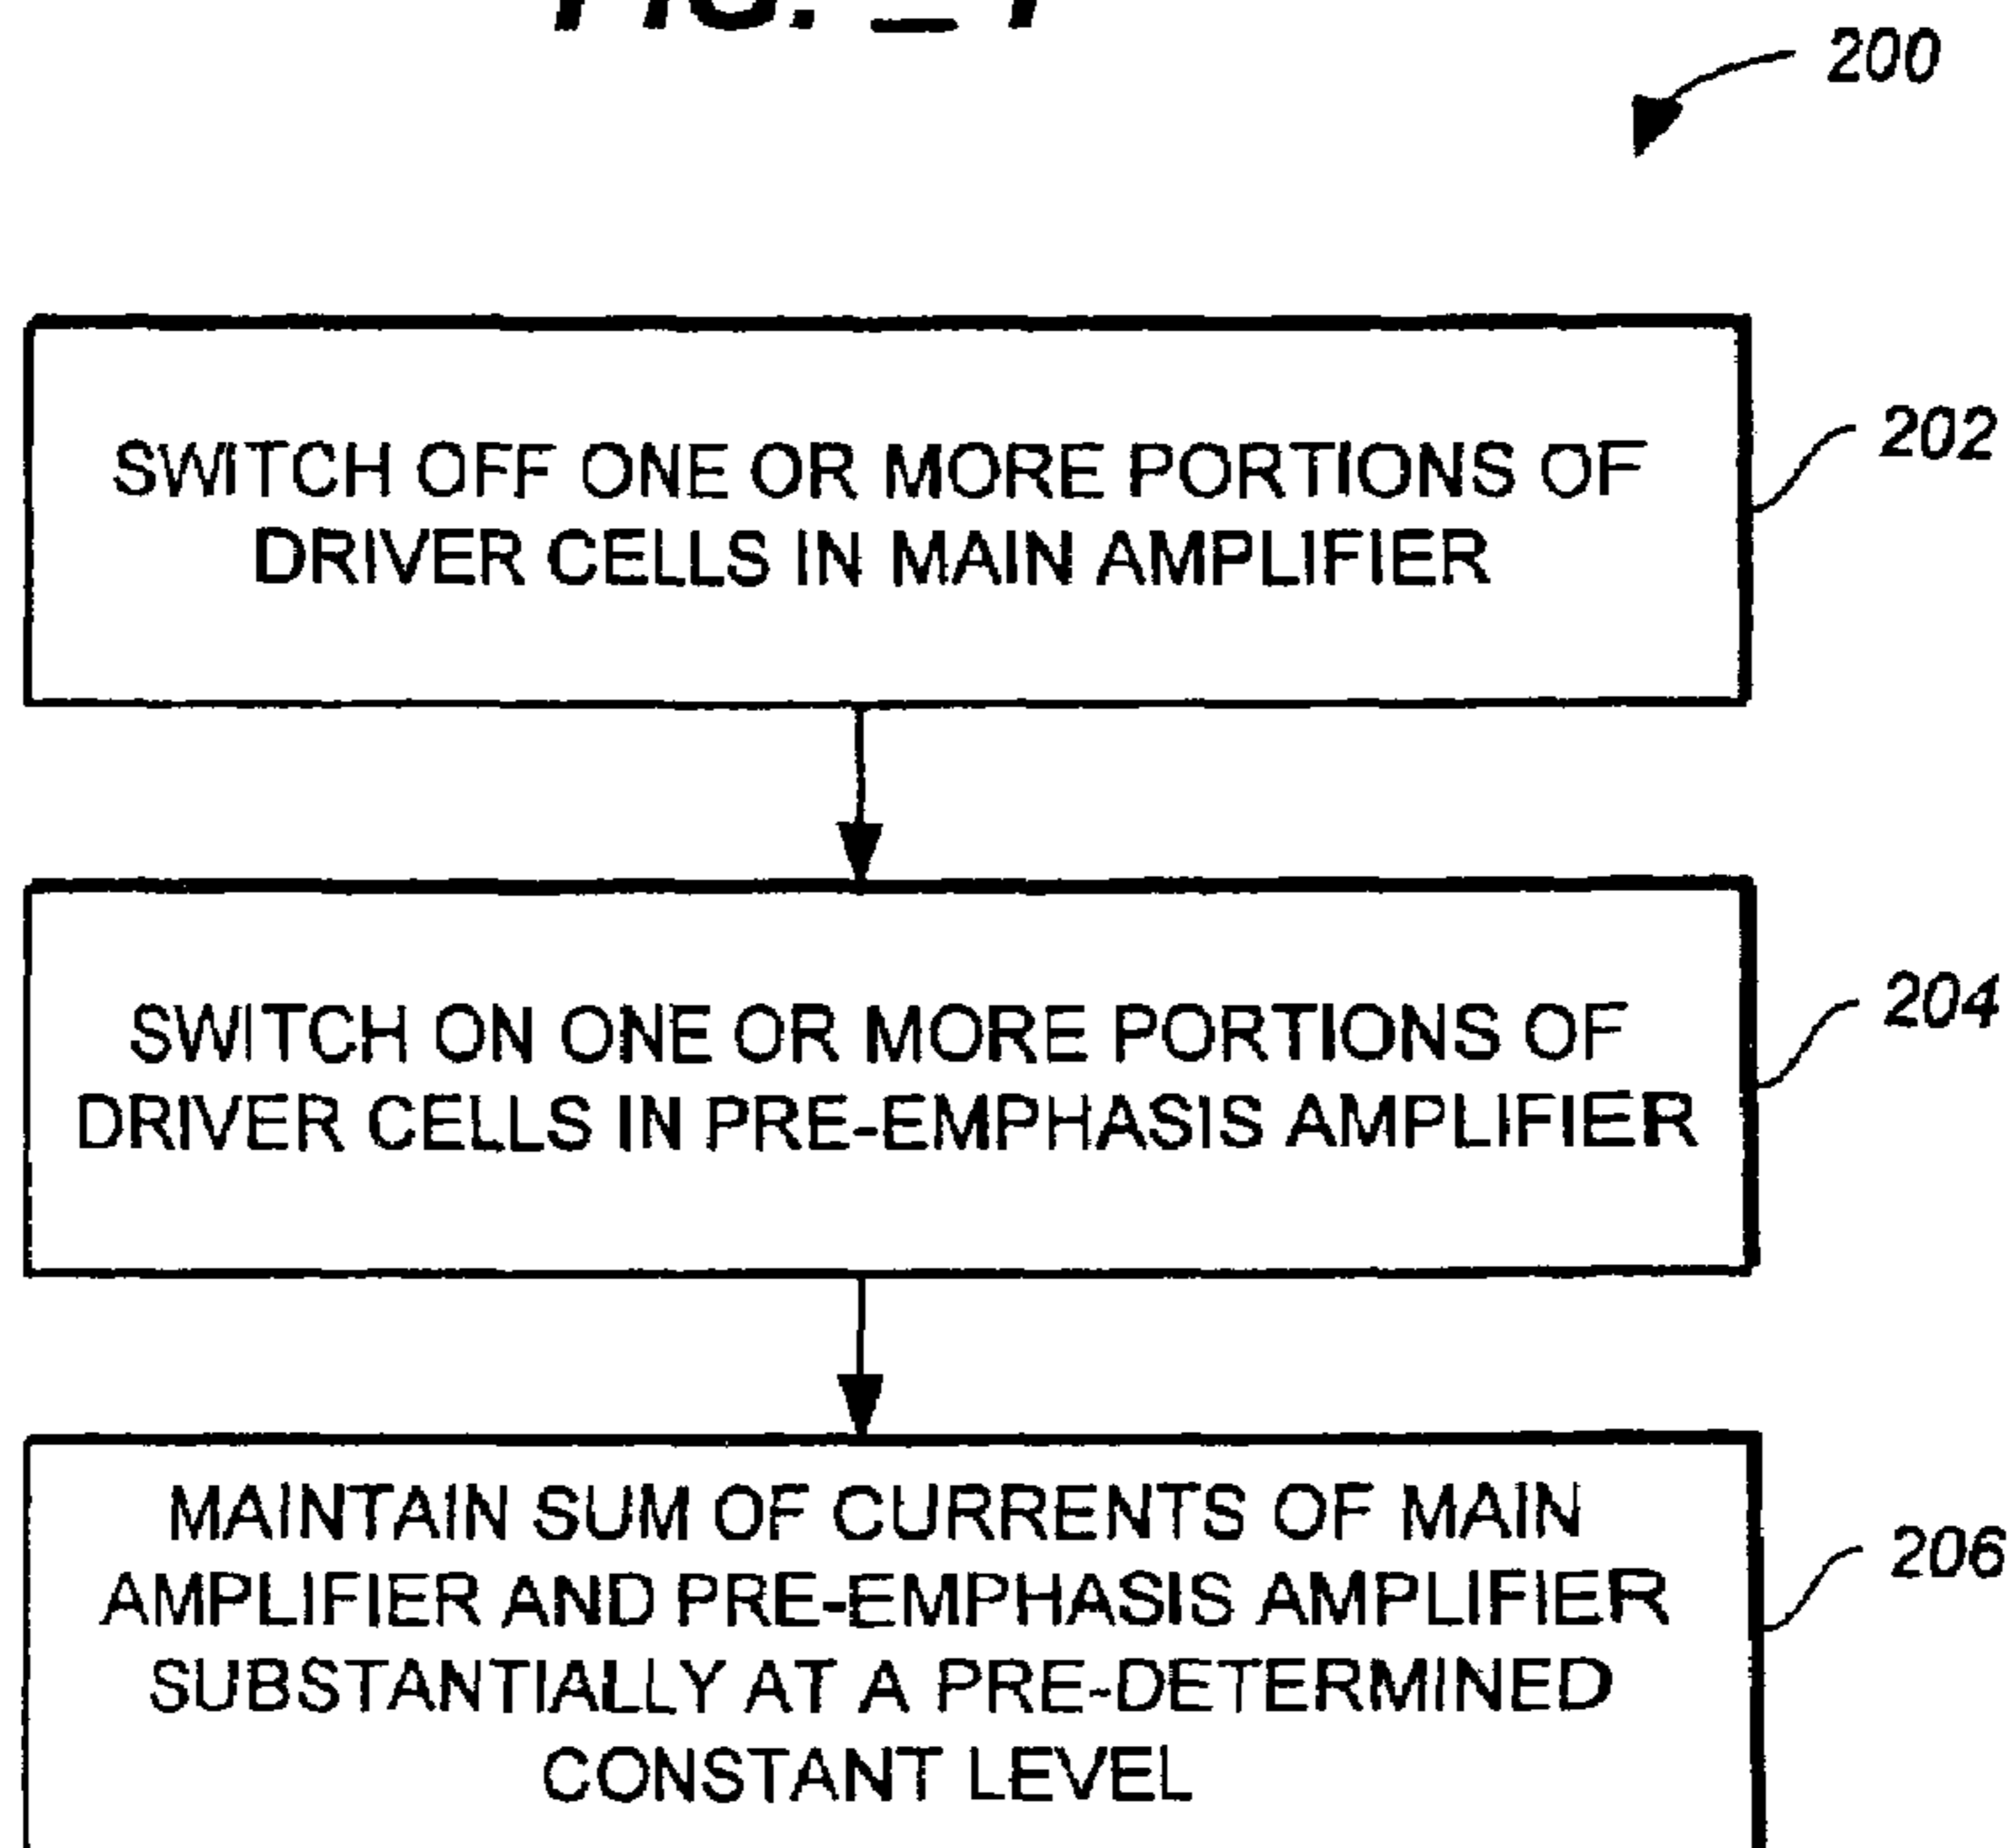 FIG. _ 1
200
SWITCH OFF ONE OR MORE PORTIONS OF
DRIVER CELLS IN MAIN AMPLIFIER
202
SWITCH ON ONE OR MORE PORTIONS OF
DRIVER CELLS IN PRE-EMPHASIS AMPLIFIER
204
MAINTAIN SUM OF CURRENTS OF MAIN
AMPLIFIER AND PRE-EMPHASIS AMPLIFIER
SUBSTANTIALLY AT A PRE-DETERMINED
CONSTANT LEVEL
206